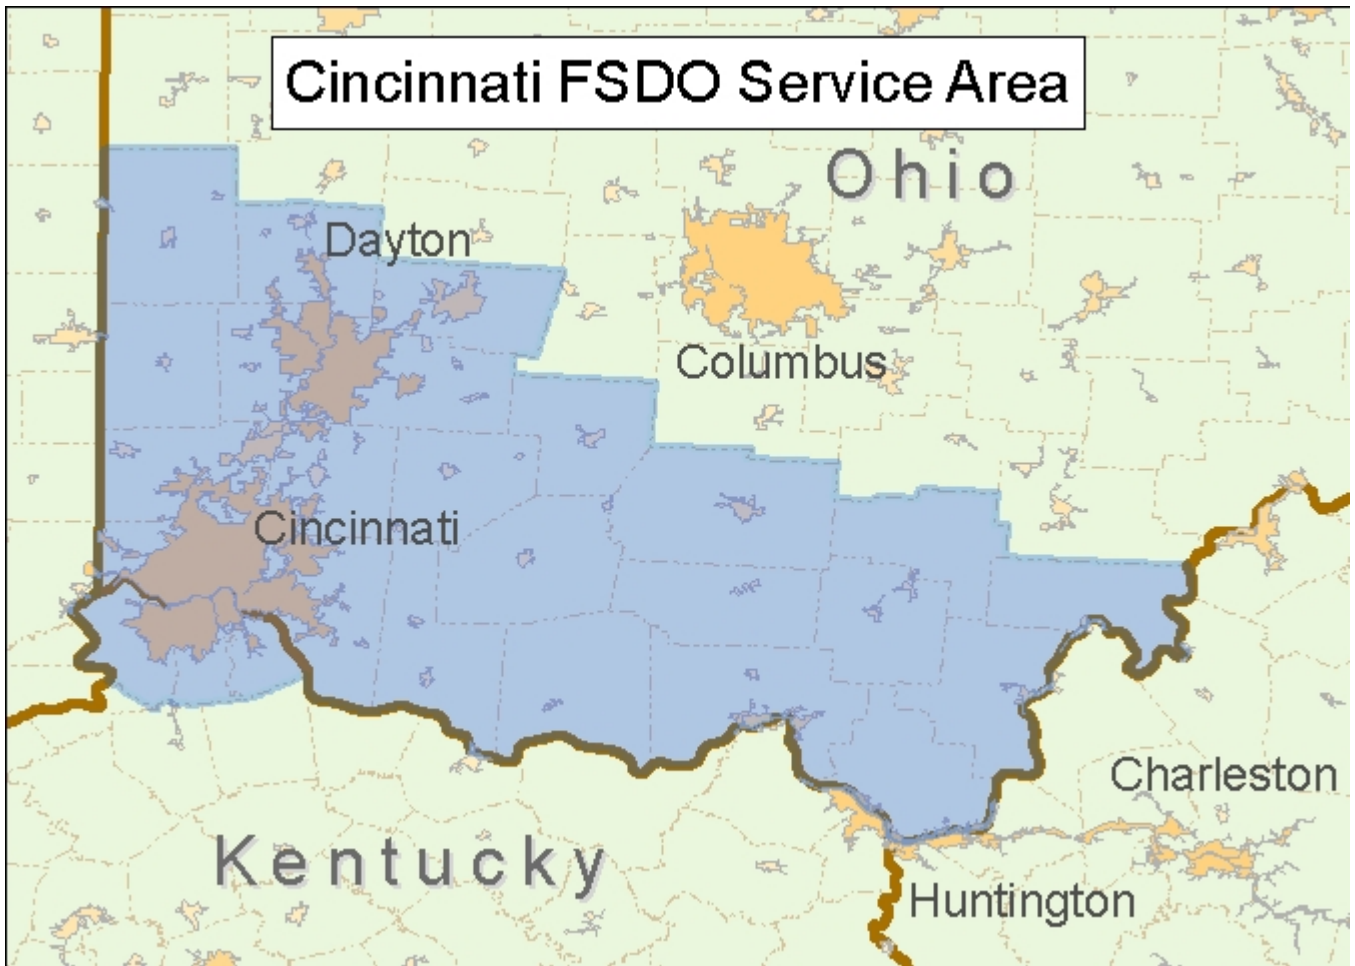 Cincinnati FSDO Service Area
Ohio
Dayton
Columbus
Cincinnati
Charleston
Kentucky
Huntington